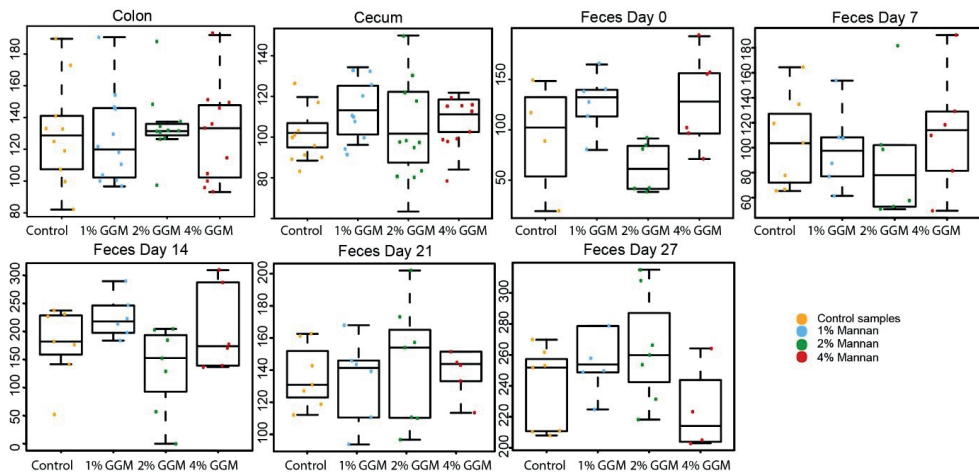 Colon
80 100 120 140 160 180
Control 1% GGM 2% GGM 4% GGM
Cecum
80 100 120 140
Control 1% GGM 2% GGM 4% GGM
Feces Day 0
50 100 150
Control 1% GGM 2% GGM 4% GGM
Feces Day 7
60 80 100 120 140 160 180
Control 1% GGM 2% GGM 4% GGM
Feces Day 14
0 50 100 150 200 250 300
Control 1% GGM 2% GGM 4% GGM
Feces Day 21
100 120 140 160 180 200
Control 1% GGM 2% GGM 4% GGM
Feces Day 27
200 220 240 260 280 300
Control 1% GGM 2% GGM 4% GGM
Control samples
1% Mannan
2% Mannan
4% Mannan